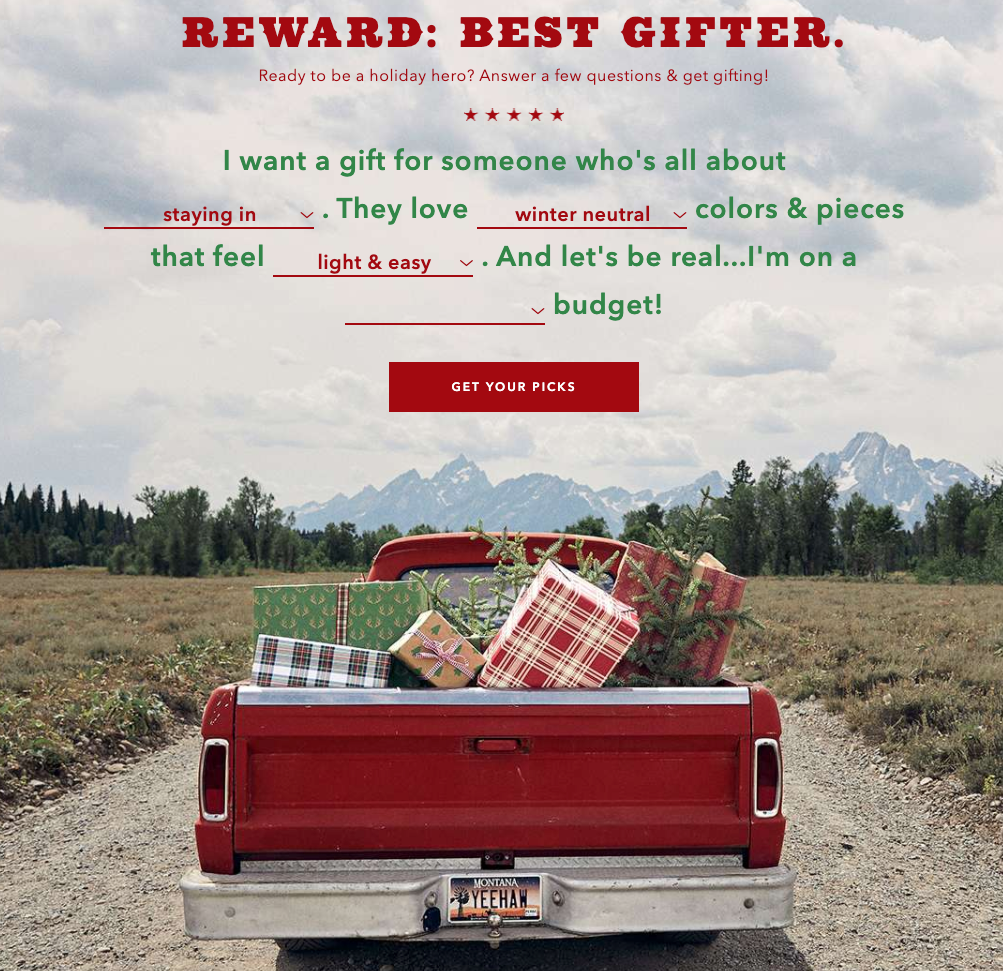 REWARD: BEST GIFTER.
Ready to be a holiday hero? Answer a few questions & get gifting!
I want a gift for someone who's all about
staying in . They love winter neutral colors & pieces
that feel light & easy . And let's be real...I'm on a
budget!
GET YOUR PICKS
MONTANA
YEEHAW